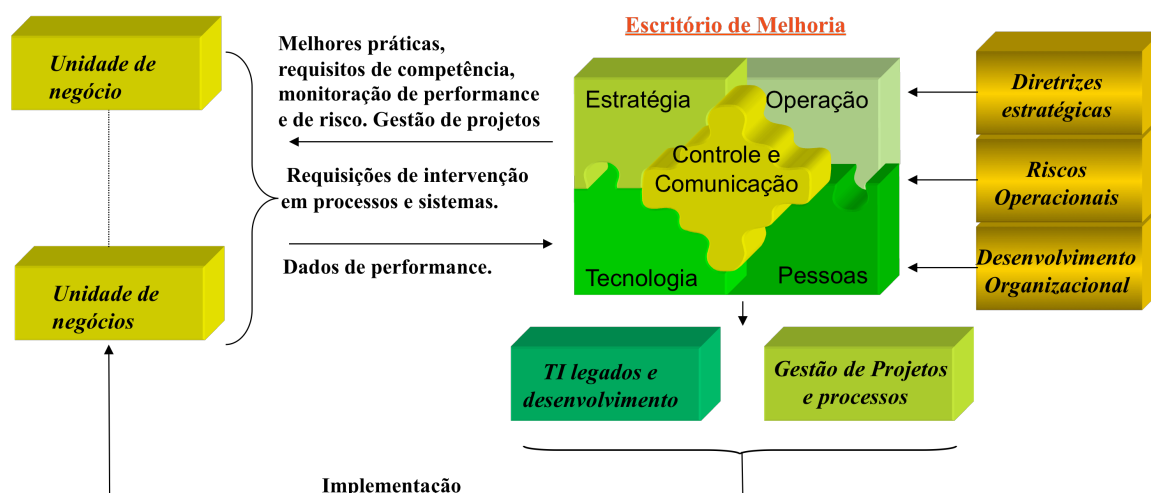 Escritório de Melhoria
Unidade de
negócio
Melhores práticas,
requisitos de competência,
monitoração de performance
e de risco. Gestão de projetos
Requisições de intervenção
em processos e sistemas.
Dados de performance.
Unidade de
negócios
Estratégia
Operação
Controle e
Comunicação
Tecnologia
Pessoas
Diretrizes
estratégicas
Riscos
Operacionais
Desenvolvimento
Organizacional
TI legados e
desenvolvimento
Gestão de Projetos
e processos
Implementação